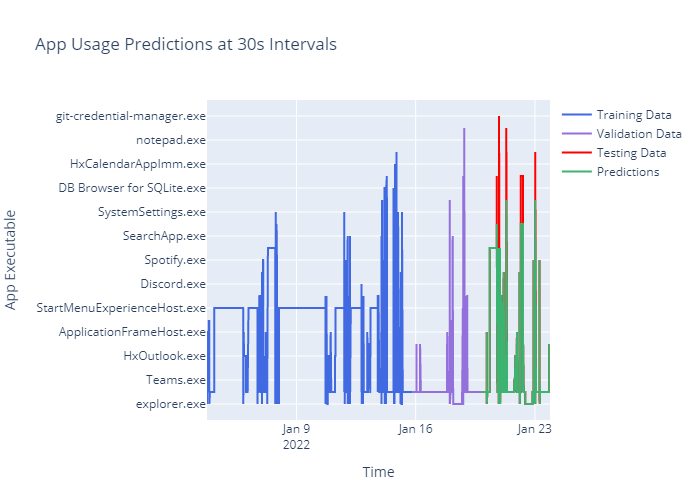 App Usage Predictions at 30s Intervals
git-credential-manager.exe
notepad.exe
HxCalendarAppImm.exe
DB Browser for SQLite.exe
SystemSettings.exe
SearchApp.exe
Spotify.exe
Discord.exe
StartMenuExperienceHost.exe
ApplicationFrameHost.exe
HxOutlook.exe
Teams.exe
explorer.exe
App Executable
Jan 9
2022
Jan 16
Jan 23
Time
Training Data
Validation Data
Testing Data
Predictions